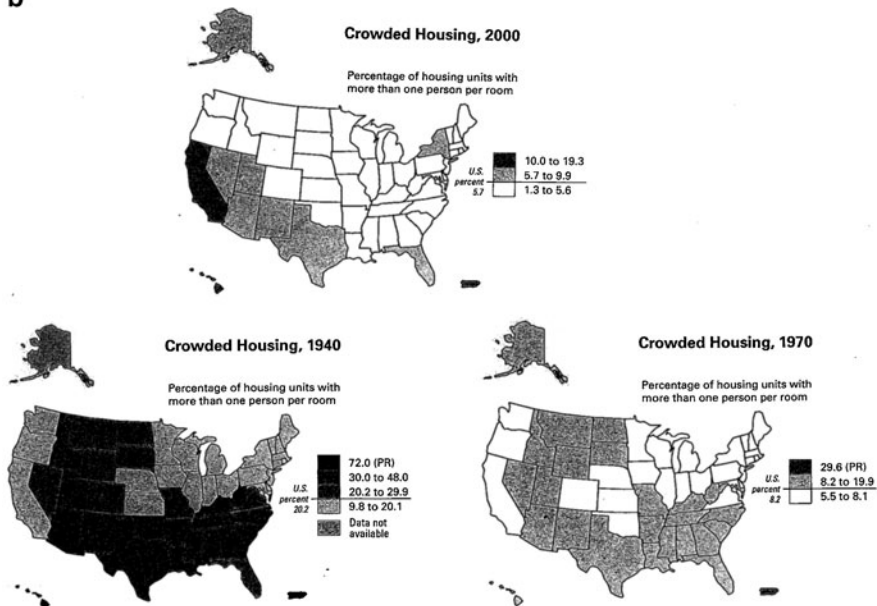 b
Crowded Housing, 2000
Percentage of housing units with
more than one person per room
U.S.
percent
5.7
10.0 to 19.3
5.7 to 9.9
1.3 to 5.6
Crowded Housing, 1940
Percentage of housing units with
more than one person per room
U.S.
percent
20.2
72.0 (PR)
30.0 to 48.0
20.2 to 29.9
9.8 to 20.1
Data not
available
Crowded Housing, 1970
Percentage of housing units with
more than one person per room
U.S.
percent
8.2
29.6 (PR)
8.2 to 19.9
5.5 to 8.1